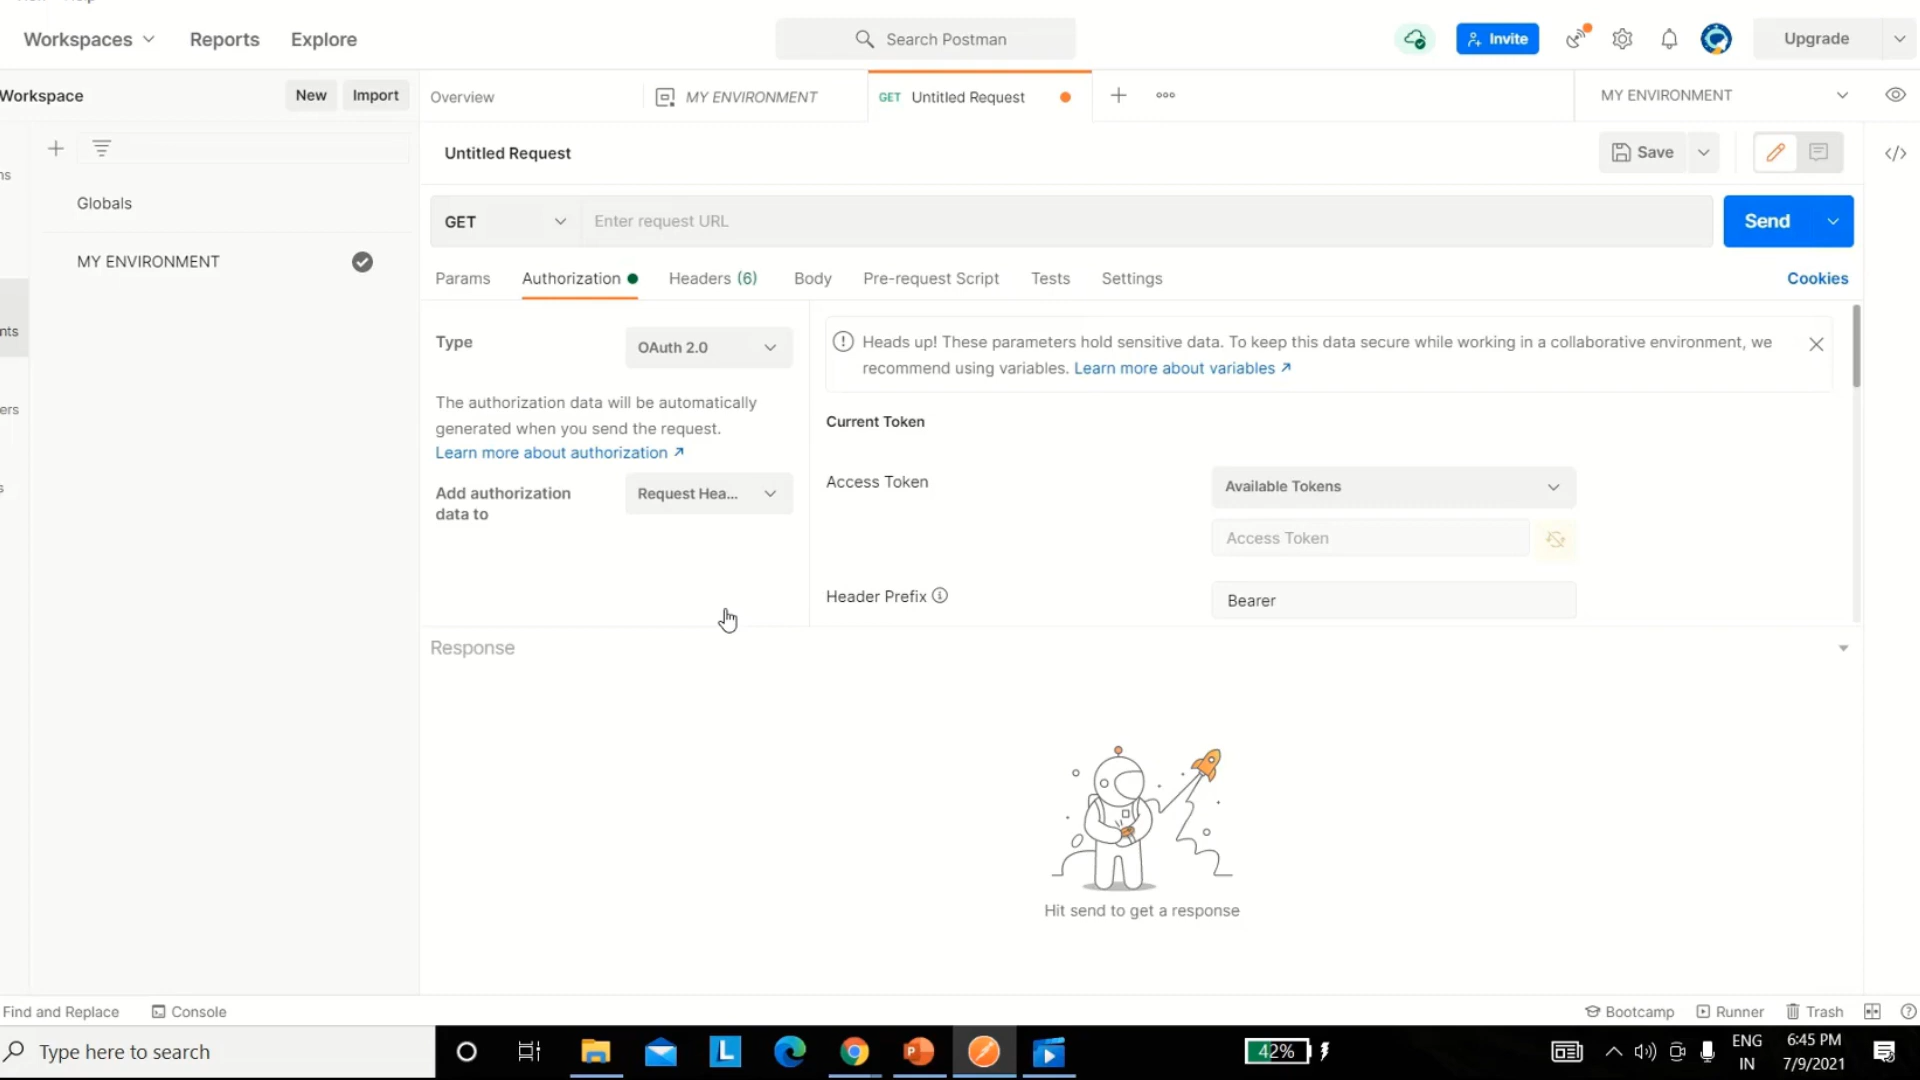 Workspaces
Reports
Explore
Search Postman
Invite
Upgrade
Workspace
New
Import
Overview
MY ENVIRONMENT
GET Untitled Request
MY ENVIRONMENT
Untitled Request
Save
Globals
MY ENVIRONMENT
GET
Enter request URL
Send
Params
Authorization
Headers (6)
Body
Pre-request Script
Tests
Settings
Cookies
ns
nts
ers
s
Type
OAuth 2.0
The authorization data will be automatically
generated when you send the request.
Learn more about authorization ↗
Add authorization
data to
Request Hea...
Heads up! These parameters hold sensitive data. To keep this data secure while working in a collaborative environment, we
recommend using variables. Learn more about variables ↗
Current Token
Access Token
Available Tokens
Access Token
Header Prefix
Bearer
Response
Hit send to get a response
Find and Replace
Console
Bootcamp
Runner
Trash
Type here to search
L
P
42%
ENG
IN
6:45 PM
7/9/2021